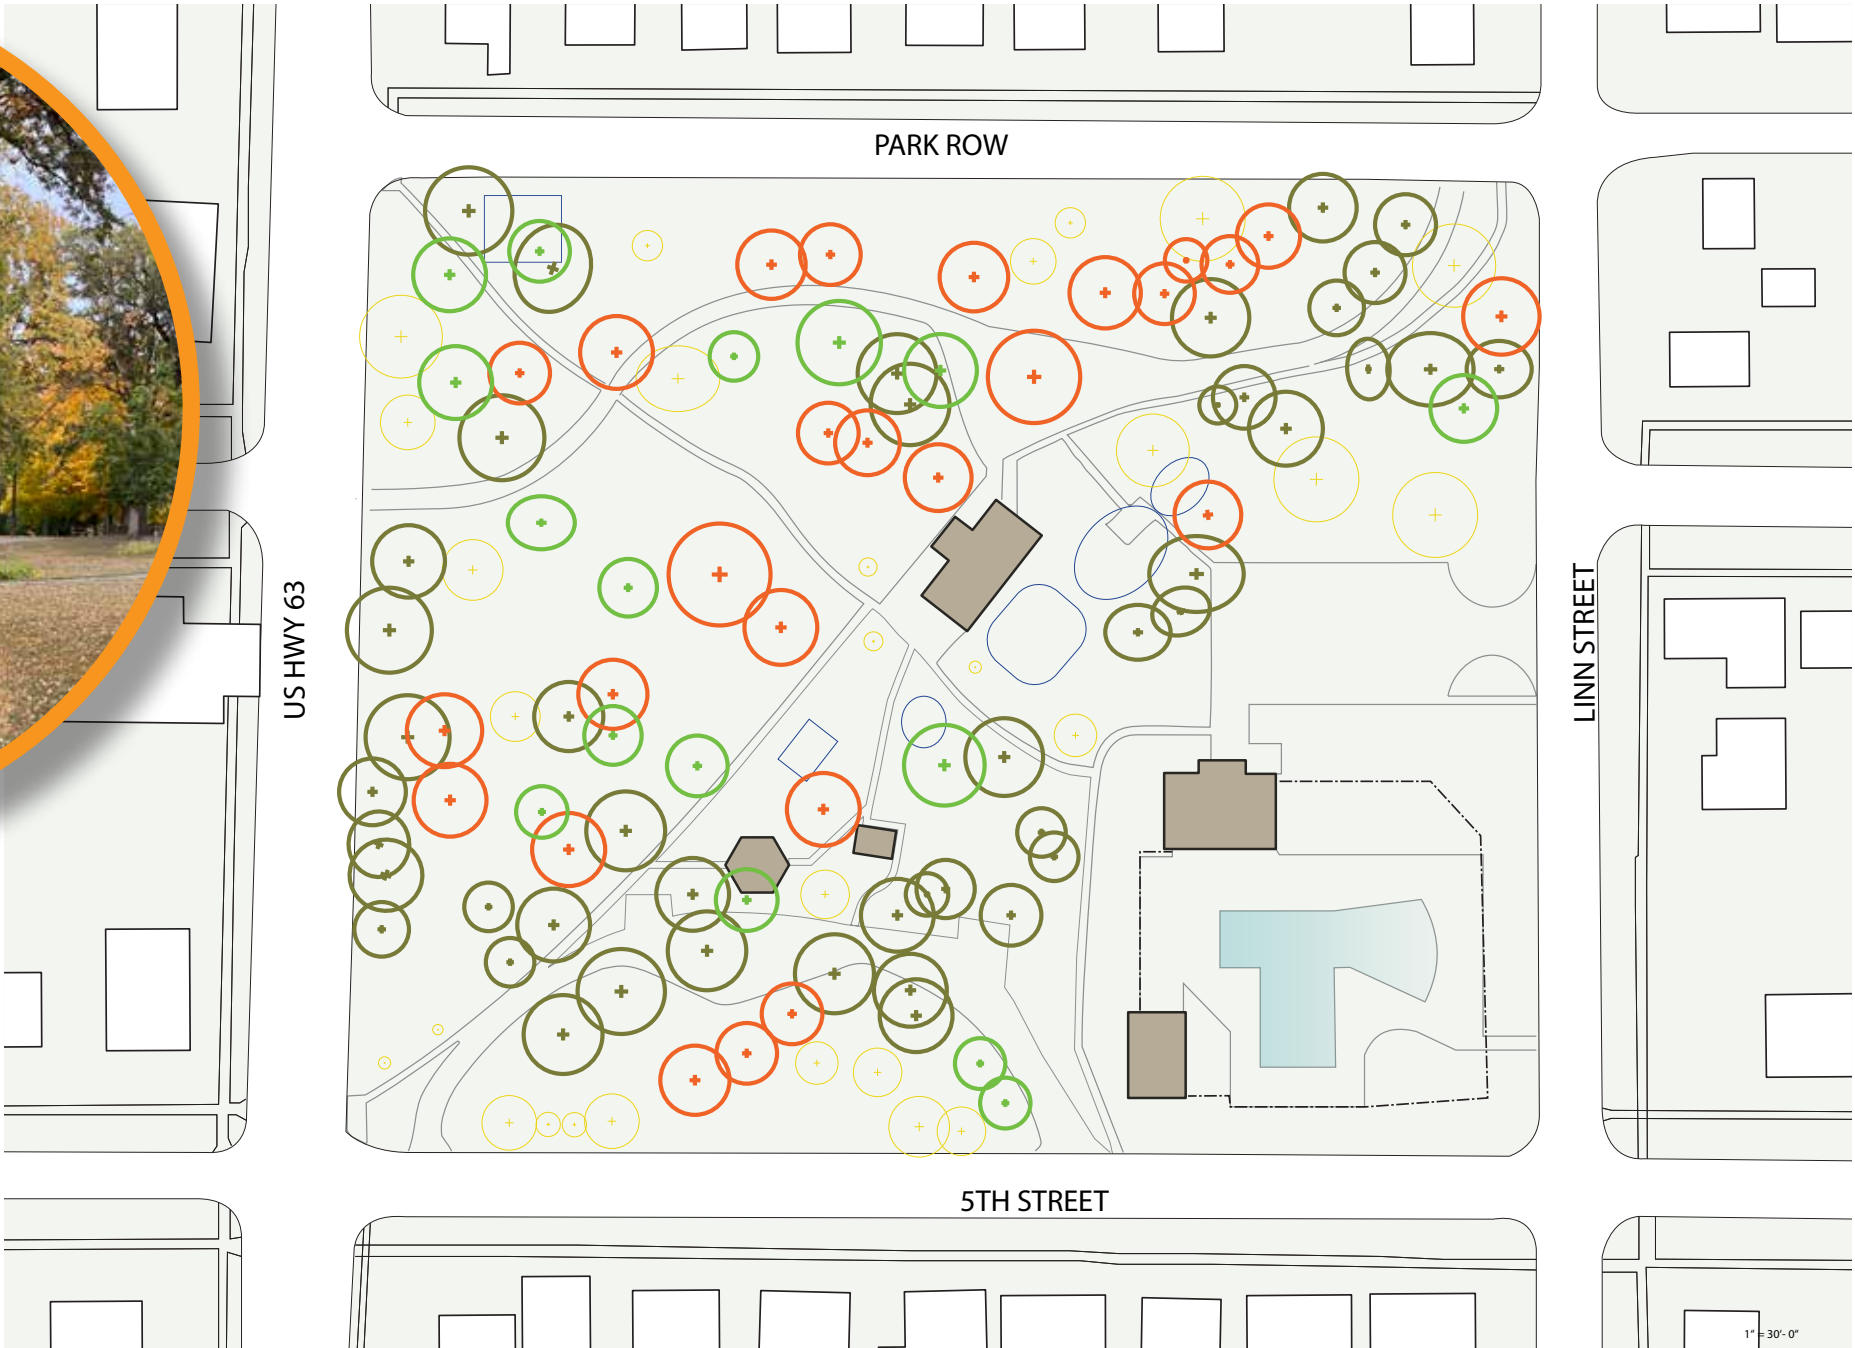 PARK ROW
US HWY 63
LINN STREET
5TH STREET
1" = 30'- 0"